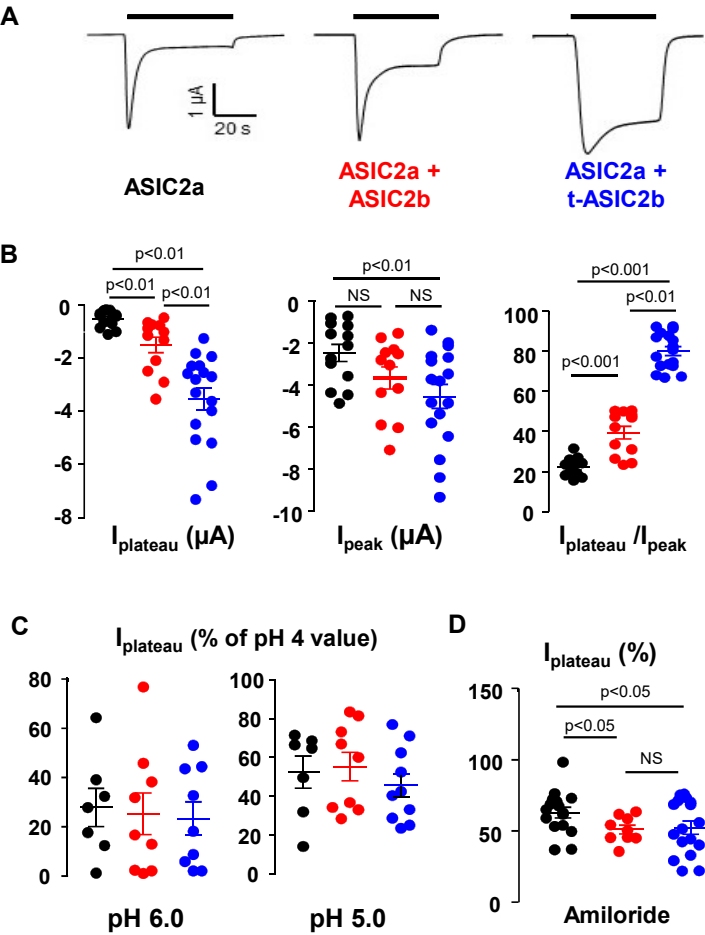 A
1 µA
20 s
ASIC2a
ASIC2a +
ASIC2b
ASIC2a +
t-ASIC2b
B
p<0.01
p<0.01
p<0.01
0
-2
-4
-6
-8
Iplateau (µA)
p<0.01
NS
NS
0
-2
-4
-6
-8
-10
Ipeak (µA)
p<0.001
p<0.01
p<0.001
100
80
60
40
20
0
Iplateau /Ipeak
C
Iplateau (% of pH 4 value)
80
60
40
20
0
pH 6.0
100
80
60
40
20
0
pH 5.0
D
Iplateau (%)
150
100
50
0
p<0.05
p<0.05
NS
Amiloride